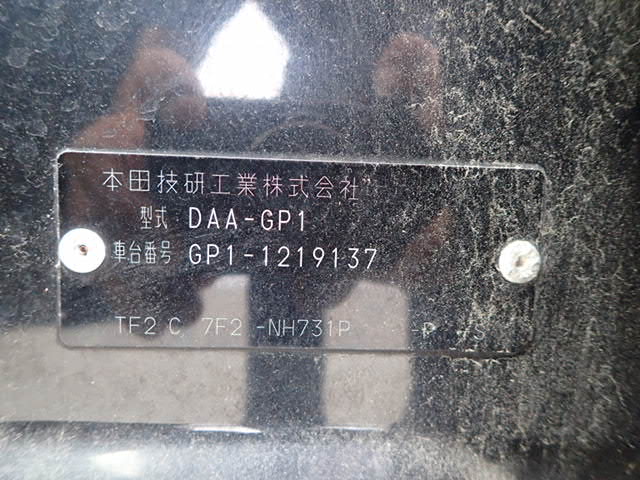 本田技研工業株式会社
型式 DAA-GP1
車台番号 GP1-1219137
TF2 C 7F2 -NH731P -P -S